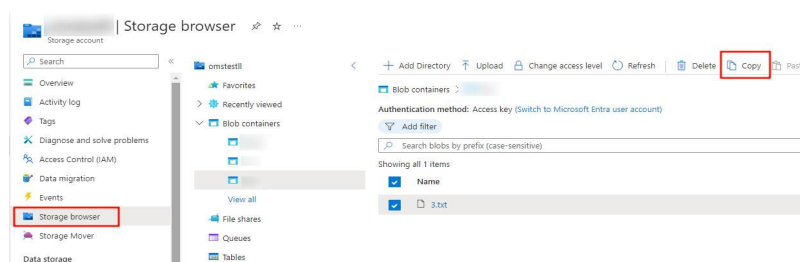 | Storage browser
Storage account
Search
Overview
Activity log
Tags
Diagnose and solve problems
Access Control (IAM)
Data migration
Events
Storage browser
Storage Mover
Data storage
omstestll
Favorites
Recently viewed
Blob containers
View all
File shares
Queues
Tables
Add Directory Upload Change access level Refresh Delete Copy
Blob containers
Authentication method: Access key (Switch to Microsoft Entra user account)
Add filter
Search blobs by prefix (case-sensitive)
Showing all 1 items
Name
3.txt